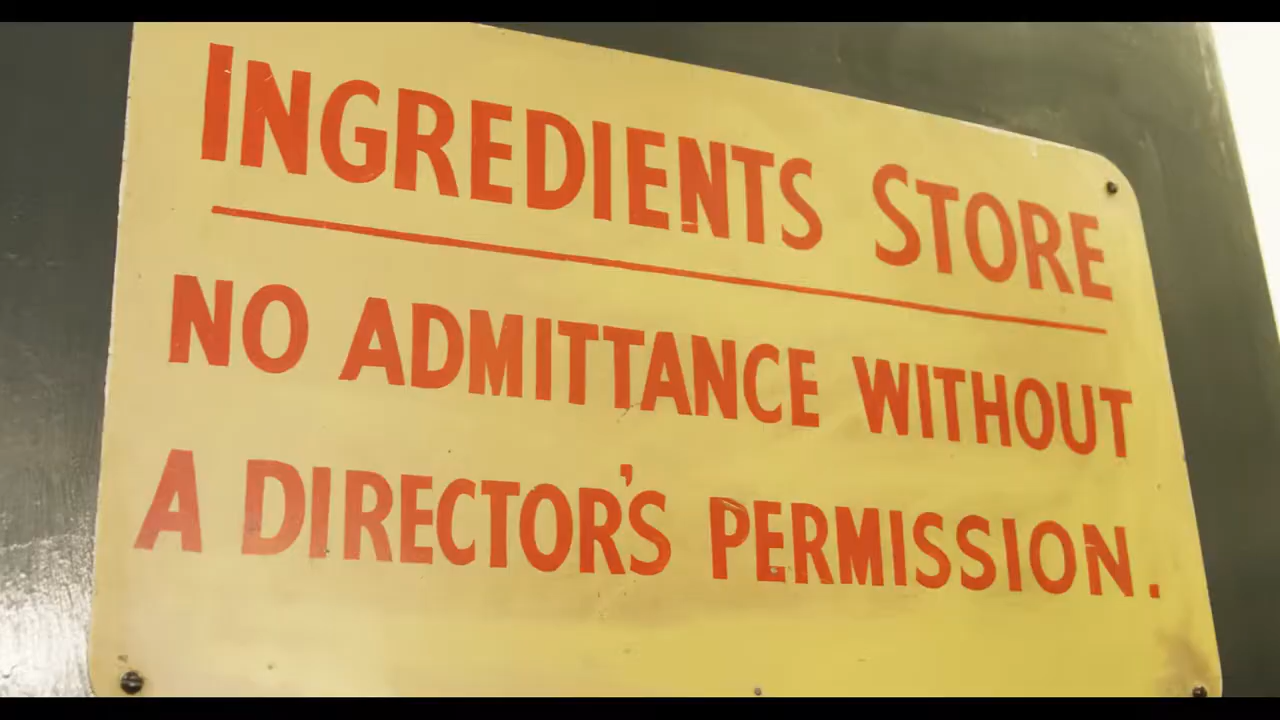 INGREDIENTS STORE
NO ADMITTANCE WITHOUT
A DIRECTOR'S PERMISSION.